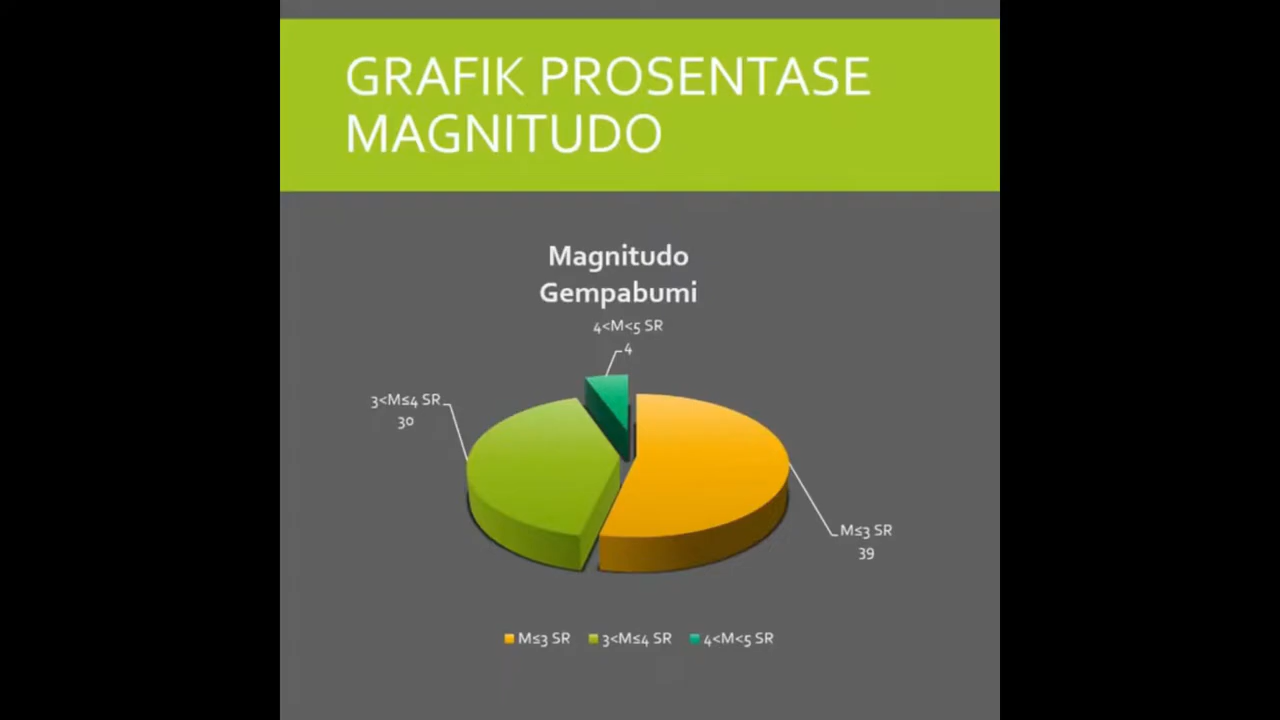 GRAFIK PROSENTASE
MAGNITUDO
Magnitudo
Gempabumi
4<M<5 SR
4
3<M≤4 SR
30
M≤3 SR
39
M≤3 SR 3<M≤4 SR 4<M<5 SR